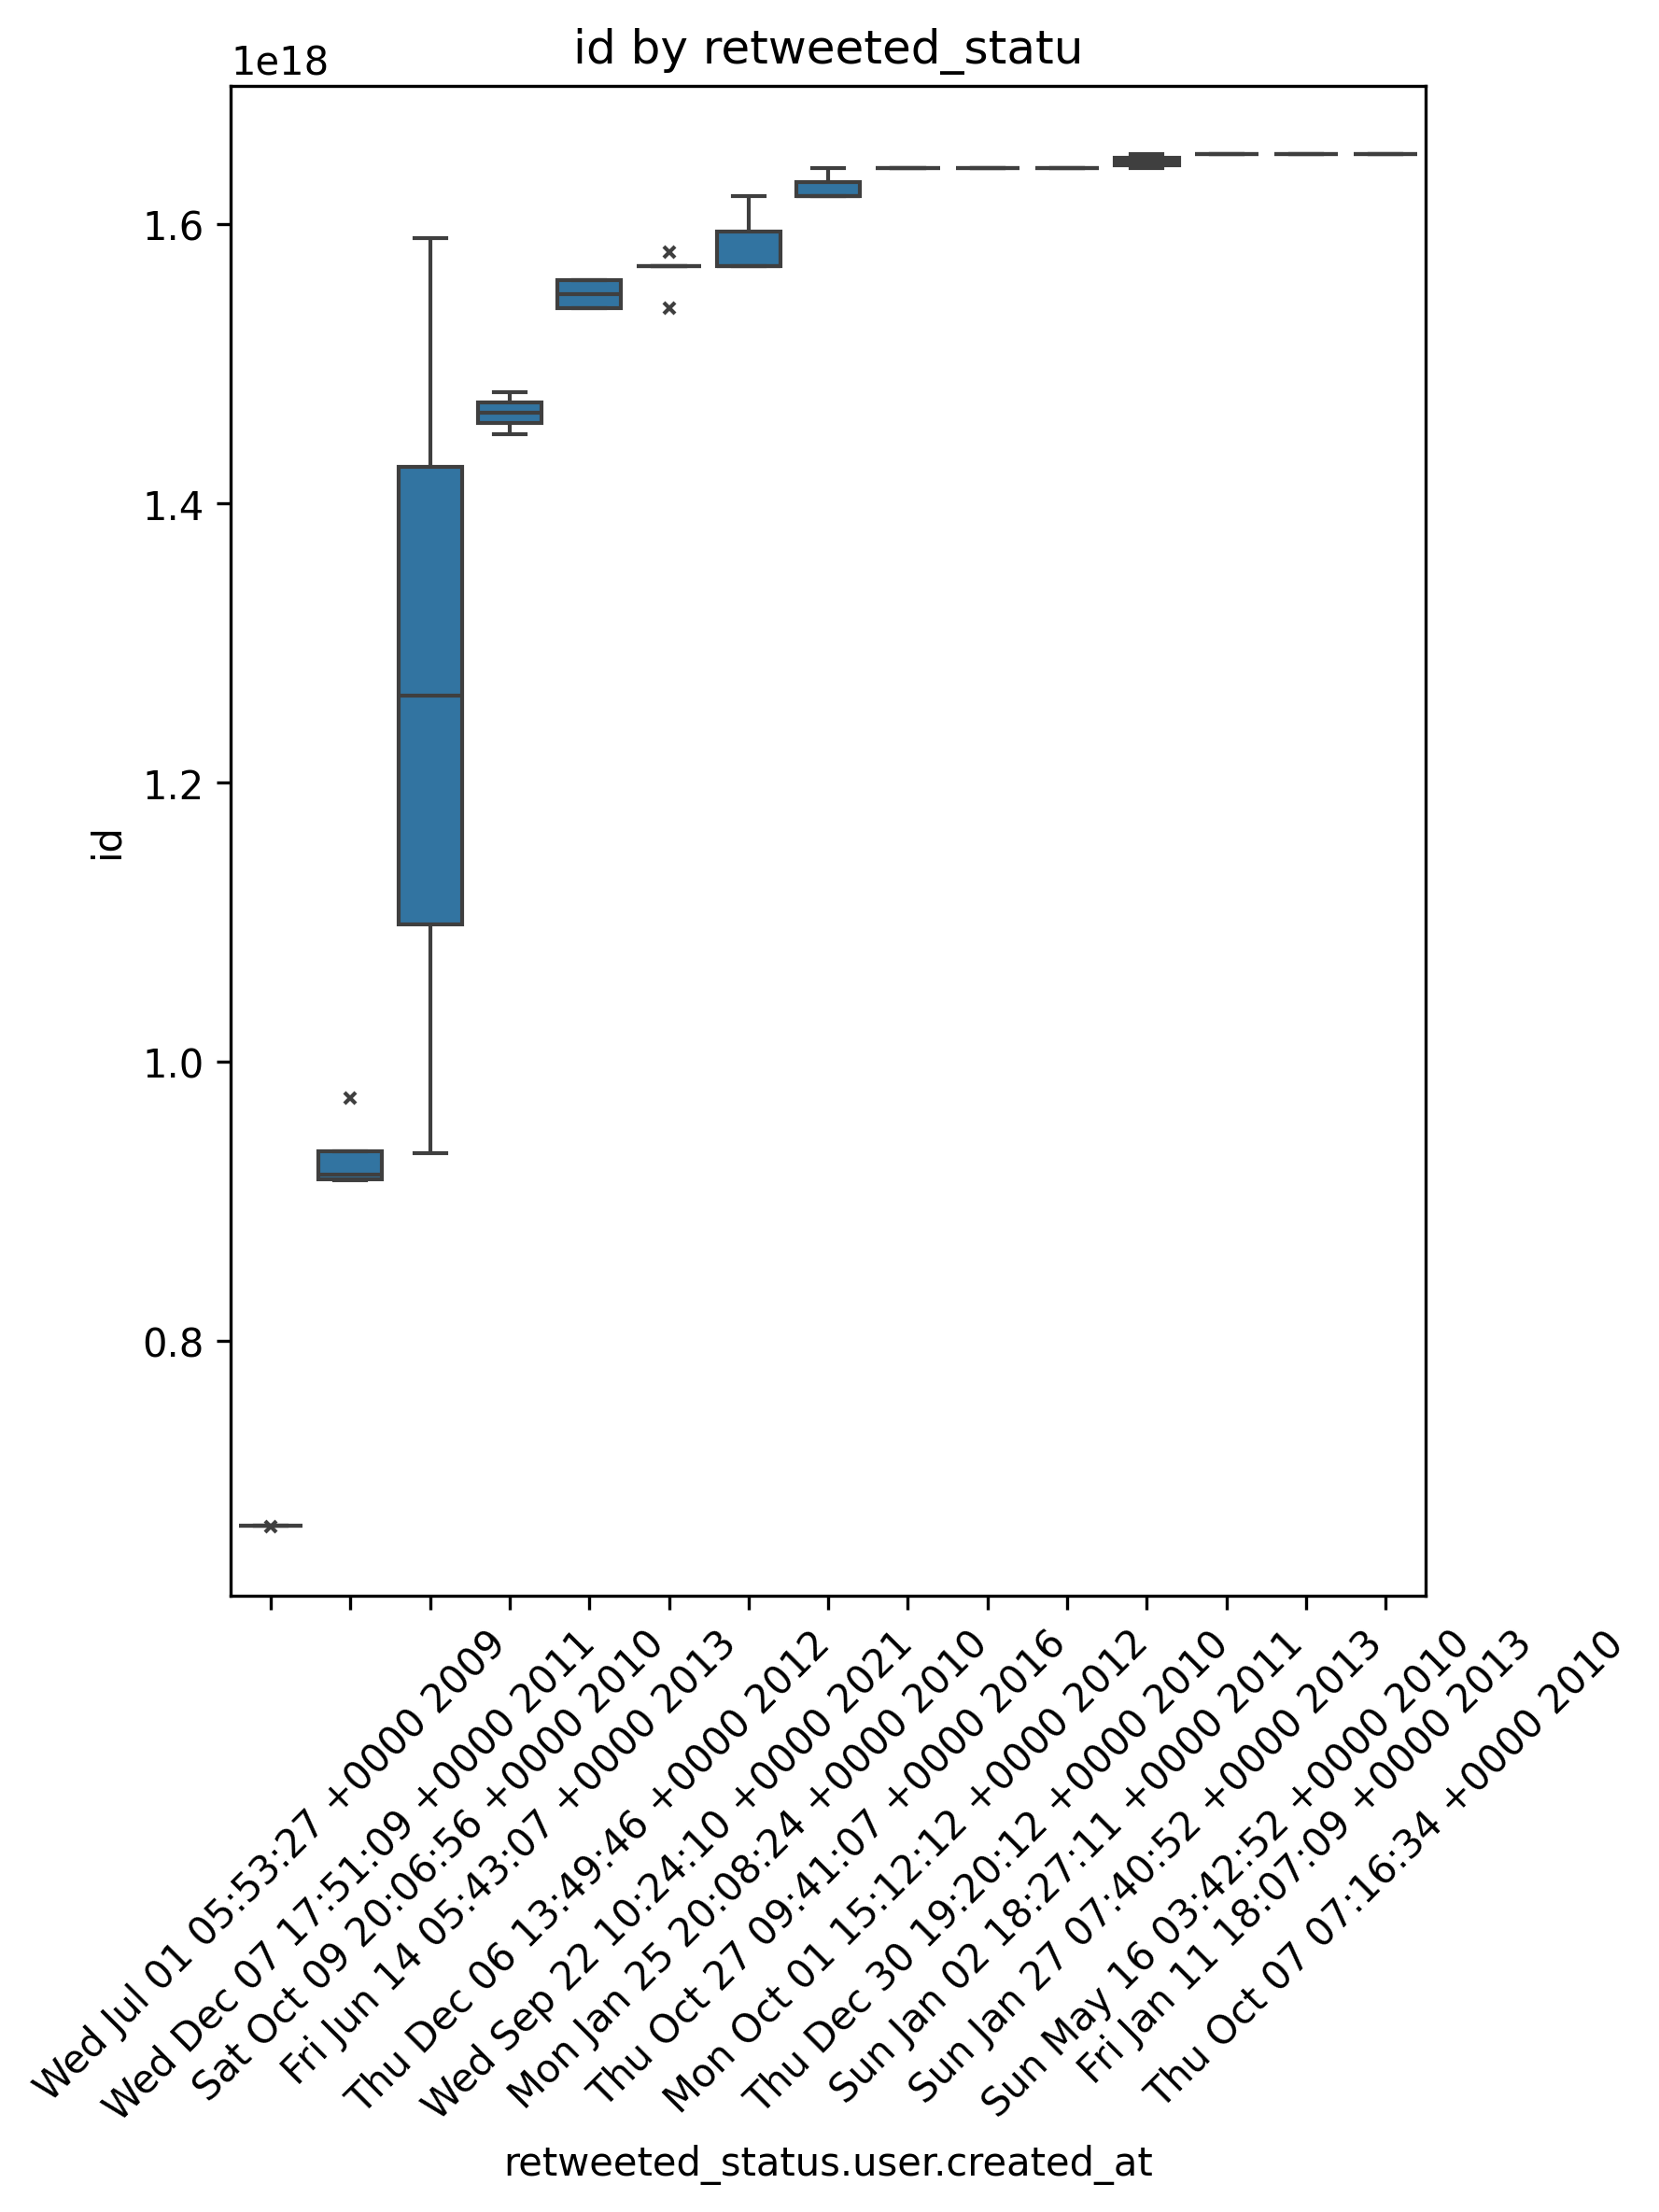 id by retweeted_statu
1e18
1.6
1.4
1.2
1.0
0.8
id
Wed Jul 01 05:53:27 +0000 2009
Wed Dec 07 17:51:09 +0000 2011
Sat Oct 09 20:06:56 +0000 2010
Fri Jun 14 05:43:07 +0000 2013
Thu Dec 06 13:49:46 +0000 2012
Wed Sep 22 10:24:10 +0000 2021
Mon Jan 25 20:08:24 +0000 2010
Thu Oct 27 09:41:07 +0000 2016
Mon Oct 01 15:12:12 +0000 2012
Thu Dec 30 19:20:12 +0000 2010
Sun Jan 02 18:27:11 +0000 2011
Sun Jan 27 07:40:52 +0000 2013
Sun May 16 03:42:52 +0000 2010
Fri Jan 11 18:07:09 +0000 2013
Thu Oct 07 07:16:34 +0000 2010
retweeted_status.user.created_at